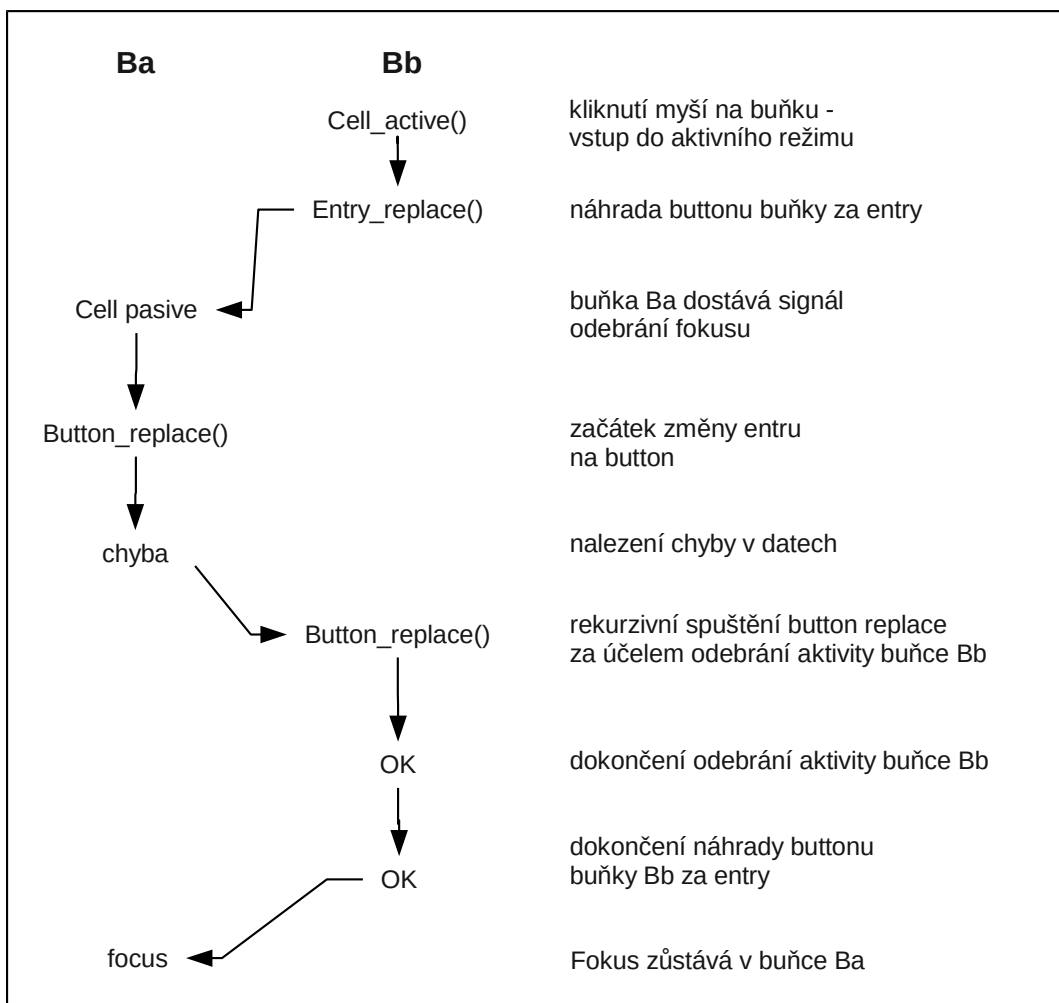 Ba
Bb
Cell_active()
kliknutí myší na buňku -
vstup do aktivního režimu
Entry_replace()
náhrada buttonu buňky za entry
Cell pasive
buňka Ba dostává signál
odebrání fokusu
Button_replace()
začátek změny entru
na button
chyba
nalezení chyby v datech
Button_replace()
rekurzivní spuštění button replace
za účelem odebrání aktivity buňce Bb
OK
dokončení odebrání aktivity buňce Bb
OK
dokončení náhrady buttonu
buňky Bb za entry
focus
Fokus zůstává v buňce Ba